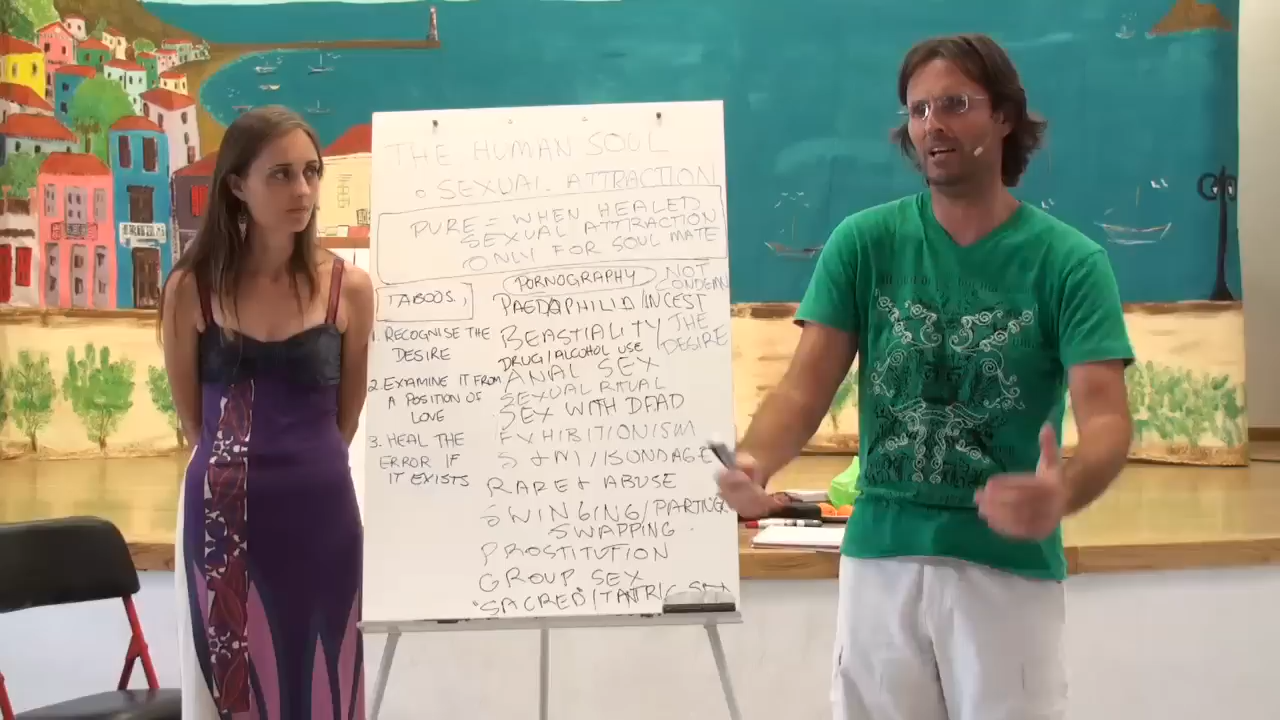 THE HUMAN SOUL
o SEXUAL ATTRACTION
PURE = WHEN HEALED
SEXUAL ATTRACTION
ONLY FOR SOUL MATE
TABOOS,
1. RECOGNISE THE
DESIRE
2. EXAMINE IT FROM
A POSITION OF
LOVE
3. HEAL THE
ERROR IF
IT EXISTS
PORNOGRAPHY
PAEDOPHILIA/INCEST
BEASTIALITY
DRUG/ALCOHOL USE
ANAL SEX
SEXUAL RITUAL
SEX WITH DEAD
EXHIBITIONISM
S+M/BONDAGE
RAPE + ABUSE
SWINGING/PARTNER
SWAPPING
PROSTITUTION
GROUP SEX
"SACRED"/TANTRIC SEX
NOT
CONDEMN
THE
DESIRE